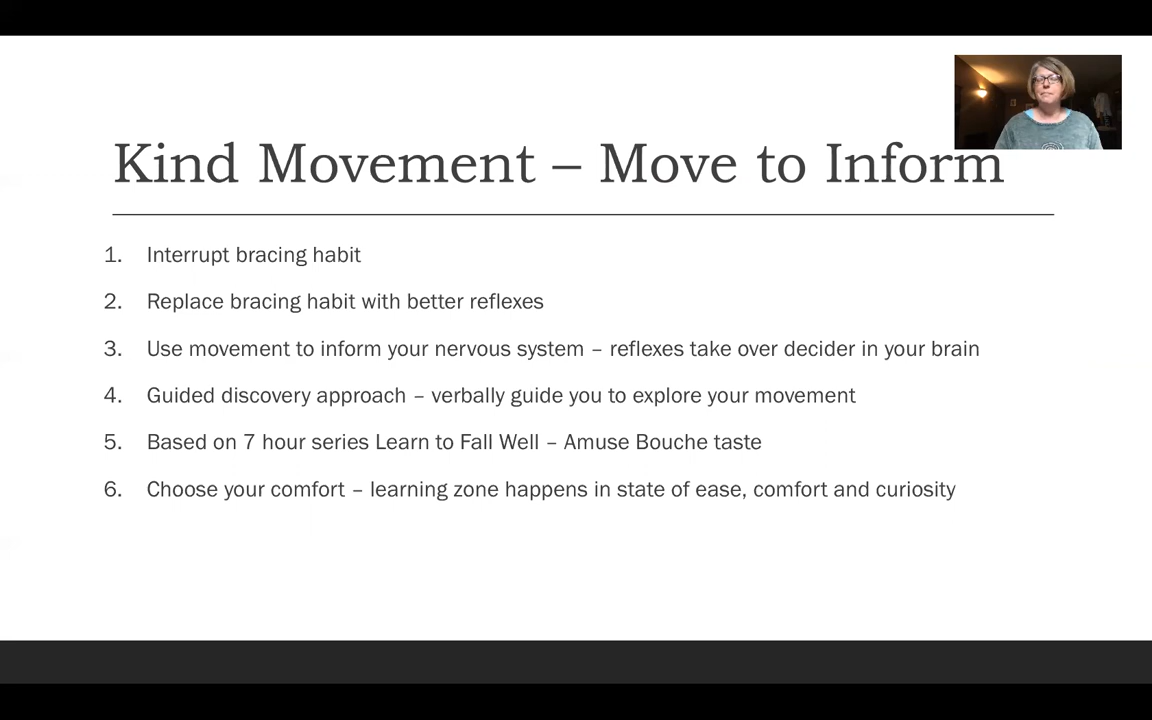 Kind Movement – Move to Inform
1. Interrupt bracing habit
2. Replace bracing habit with better reflexes
3. Use movement to inform your nervous system – reflexes take over decider in your brain
4. Guided discovery approach – verbally guide you to explore your movement
5. Based on 7 hour series Learn to Fall Well – Amuse Bouche taste
6. Choose your comfort – learning zone happens in state of ease, comfort and curiosity